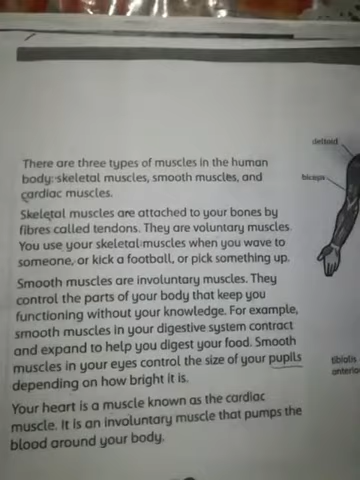 There are three types of muscles in the human
body: skeletal muscles, smooth muscles, and
cardiac muscles.
Skeletal muscles are attached to your bones by
fibres called tendons. They are voluntary muscles.
You use your skeletal muscles when you wave to
someone, or kick a football, or pick something up.
Smooth muscles are involuntary muscles. They
control the parts of your body that keep you
functioning without your knowledge. For example,
smooth muscles in your digestive system contract
and expand to help you digest your food. Smooth
muscles in your eyes control the size of your pupils
depending on how bright it is.
Your heart is a muscle known as the cardiac
muscle. It is an involuntary muscle that pumps the
blood around your body.
deltoid
biceps
tibialis